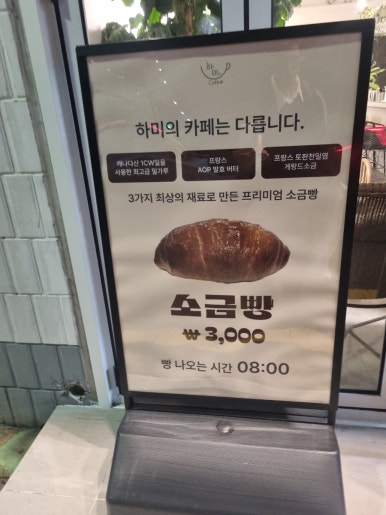 하미
coffee
하미의 카페는 다릅니다.
캐나다산 1CW밀을
사용한 최고급 밀가루
프랑스
AOP 발효 버터
프랑스 토판천일염
게랑드소금
3가지 최상의 재료로 만든 프리미엄 소금빵
소금빵
₩ 3,000
빵 나오는 시간 08:00